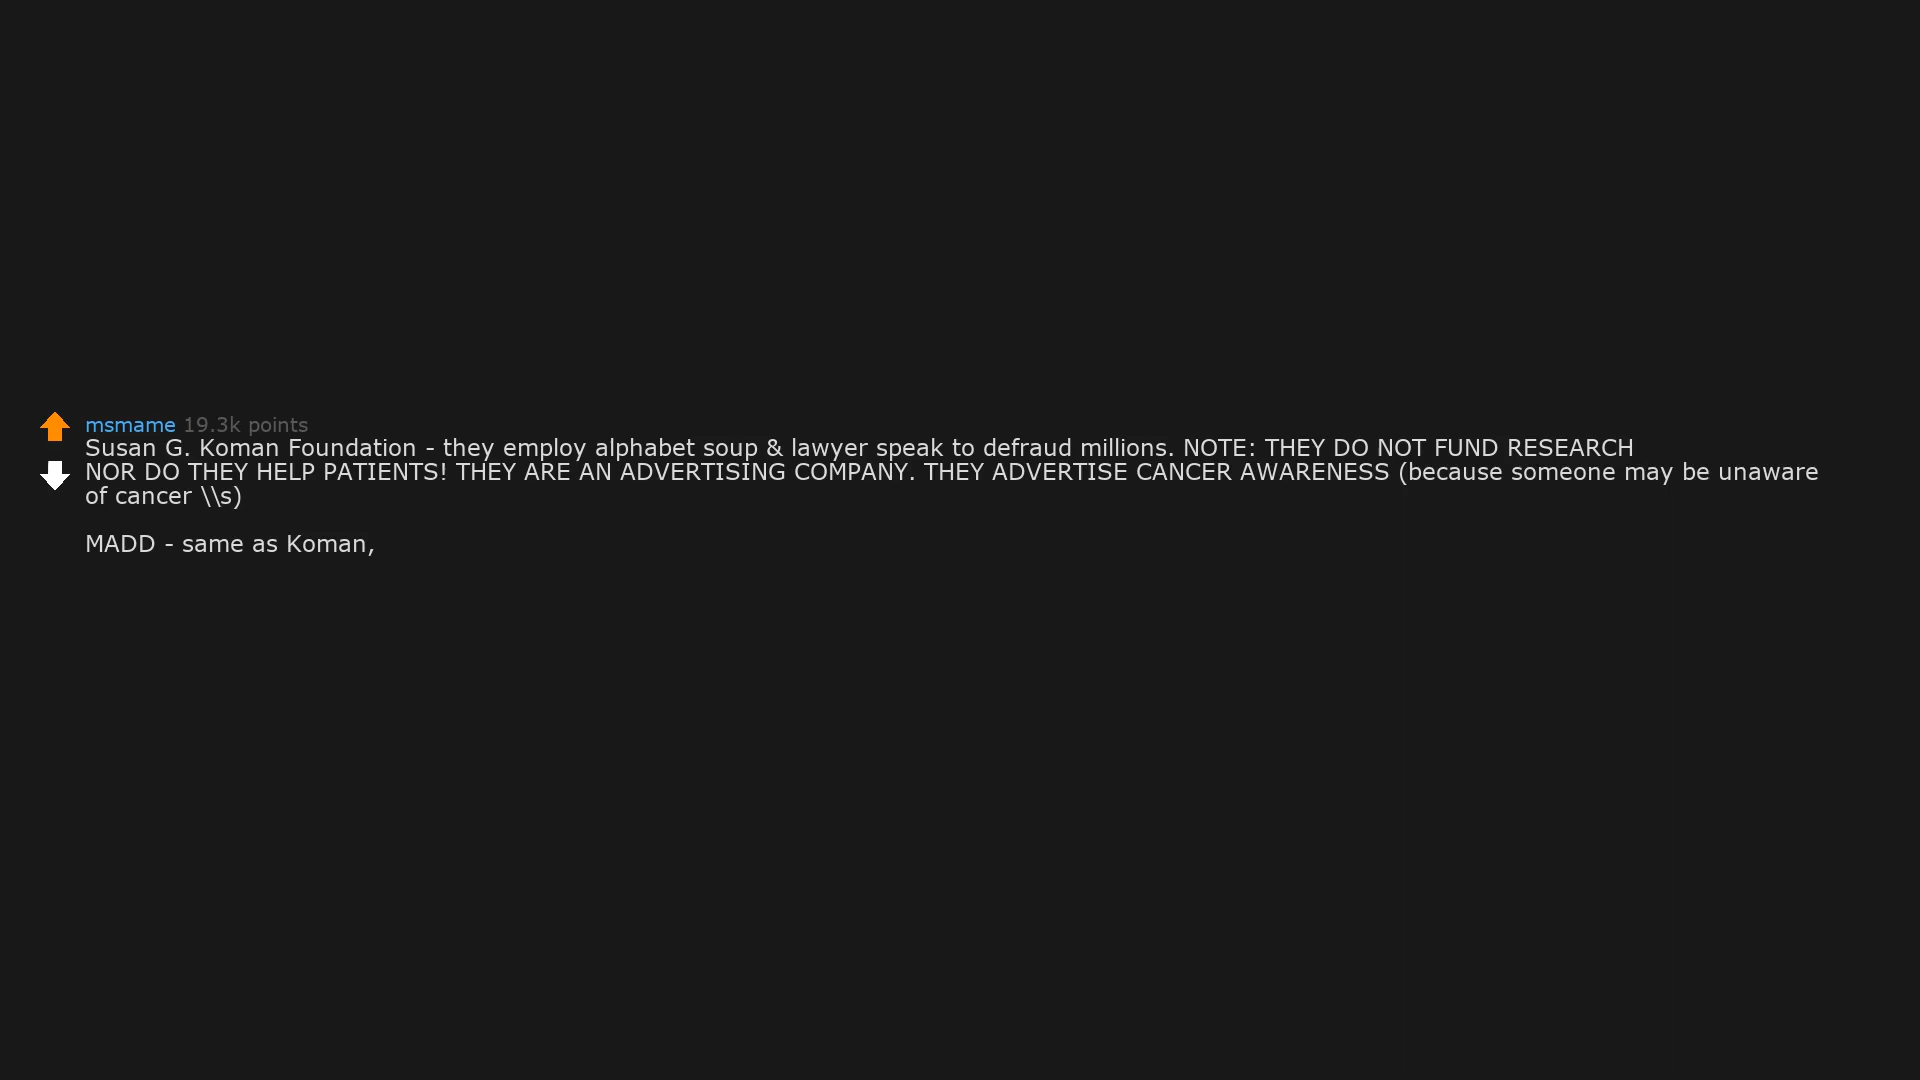 msmame 19.3k points
Susan G. Koman Foundation - they employ alphabet soup & lawyer speak to defraud millions. NOTE: THEY DO NOT FUND RESEARCH
NOR DO THEY HELP PATIENTS! THEY ARE AN ADVERTISING COMPANY. THEY ADVERTISE CANCER AWARENESS (because someone may be unaware
of cancer \\s)
MADD - same as Koman,